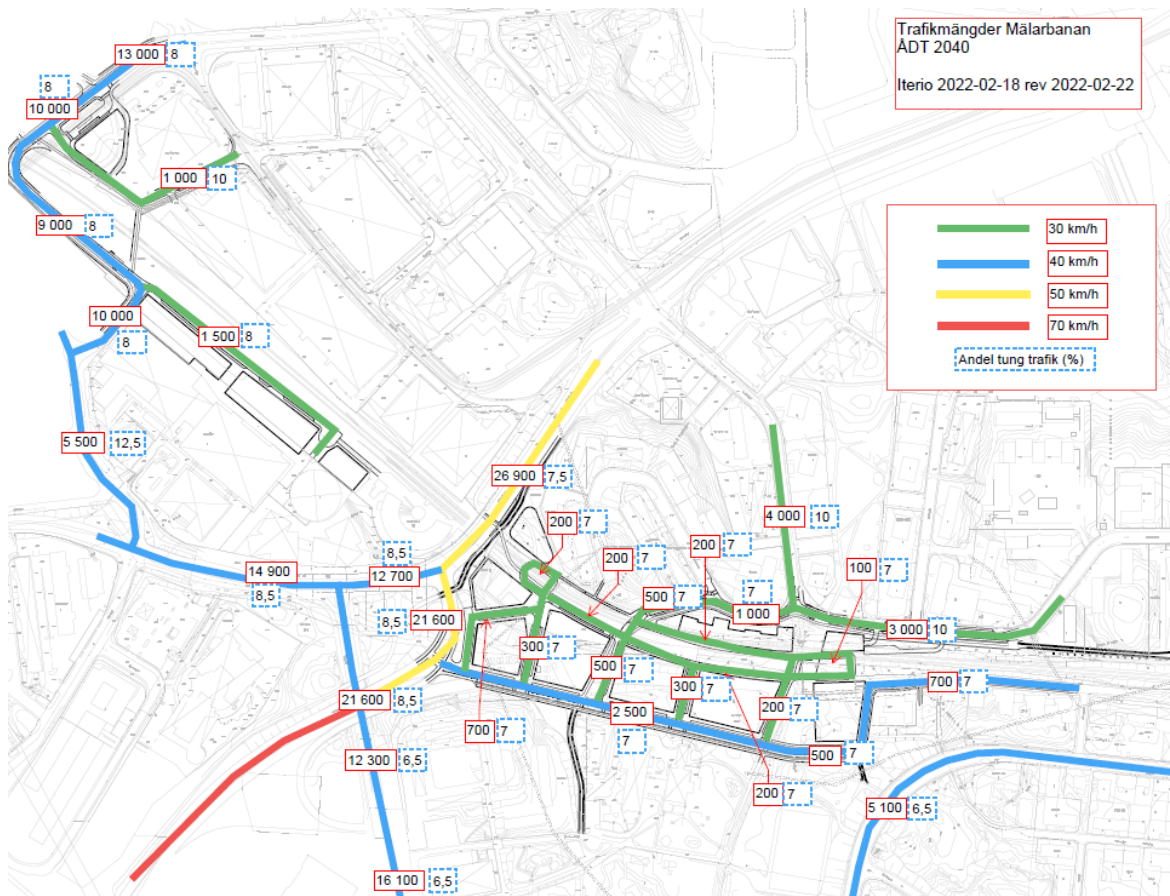 Trafikmängder Mälarbanan
ÅDT 2040
Iterio 2022-02-18 rev 2022-02-22
13 000 8
8
10 000
1 000 10
9 000 8
30 km/h
40 km/h
50 km/h
70 km/h
Andel tung trafik (%)
10 000
8
1 500 8
5 500 12,5
26 900 7,5
4 000 10
200 7
200 7
200 7
8,5
12 700
14 900
8,5
100 7
500 7
7
1 000
8,5 21 600
3 000 10
300 7
500 7
300 7
200 7
700 7
21 600 8,5
2 500
7
700 7
500 7
12 300 6,5
200 7
5 100 6,5
16 100 6,5